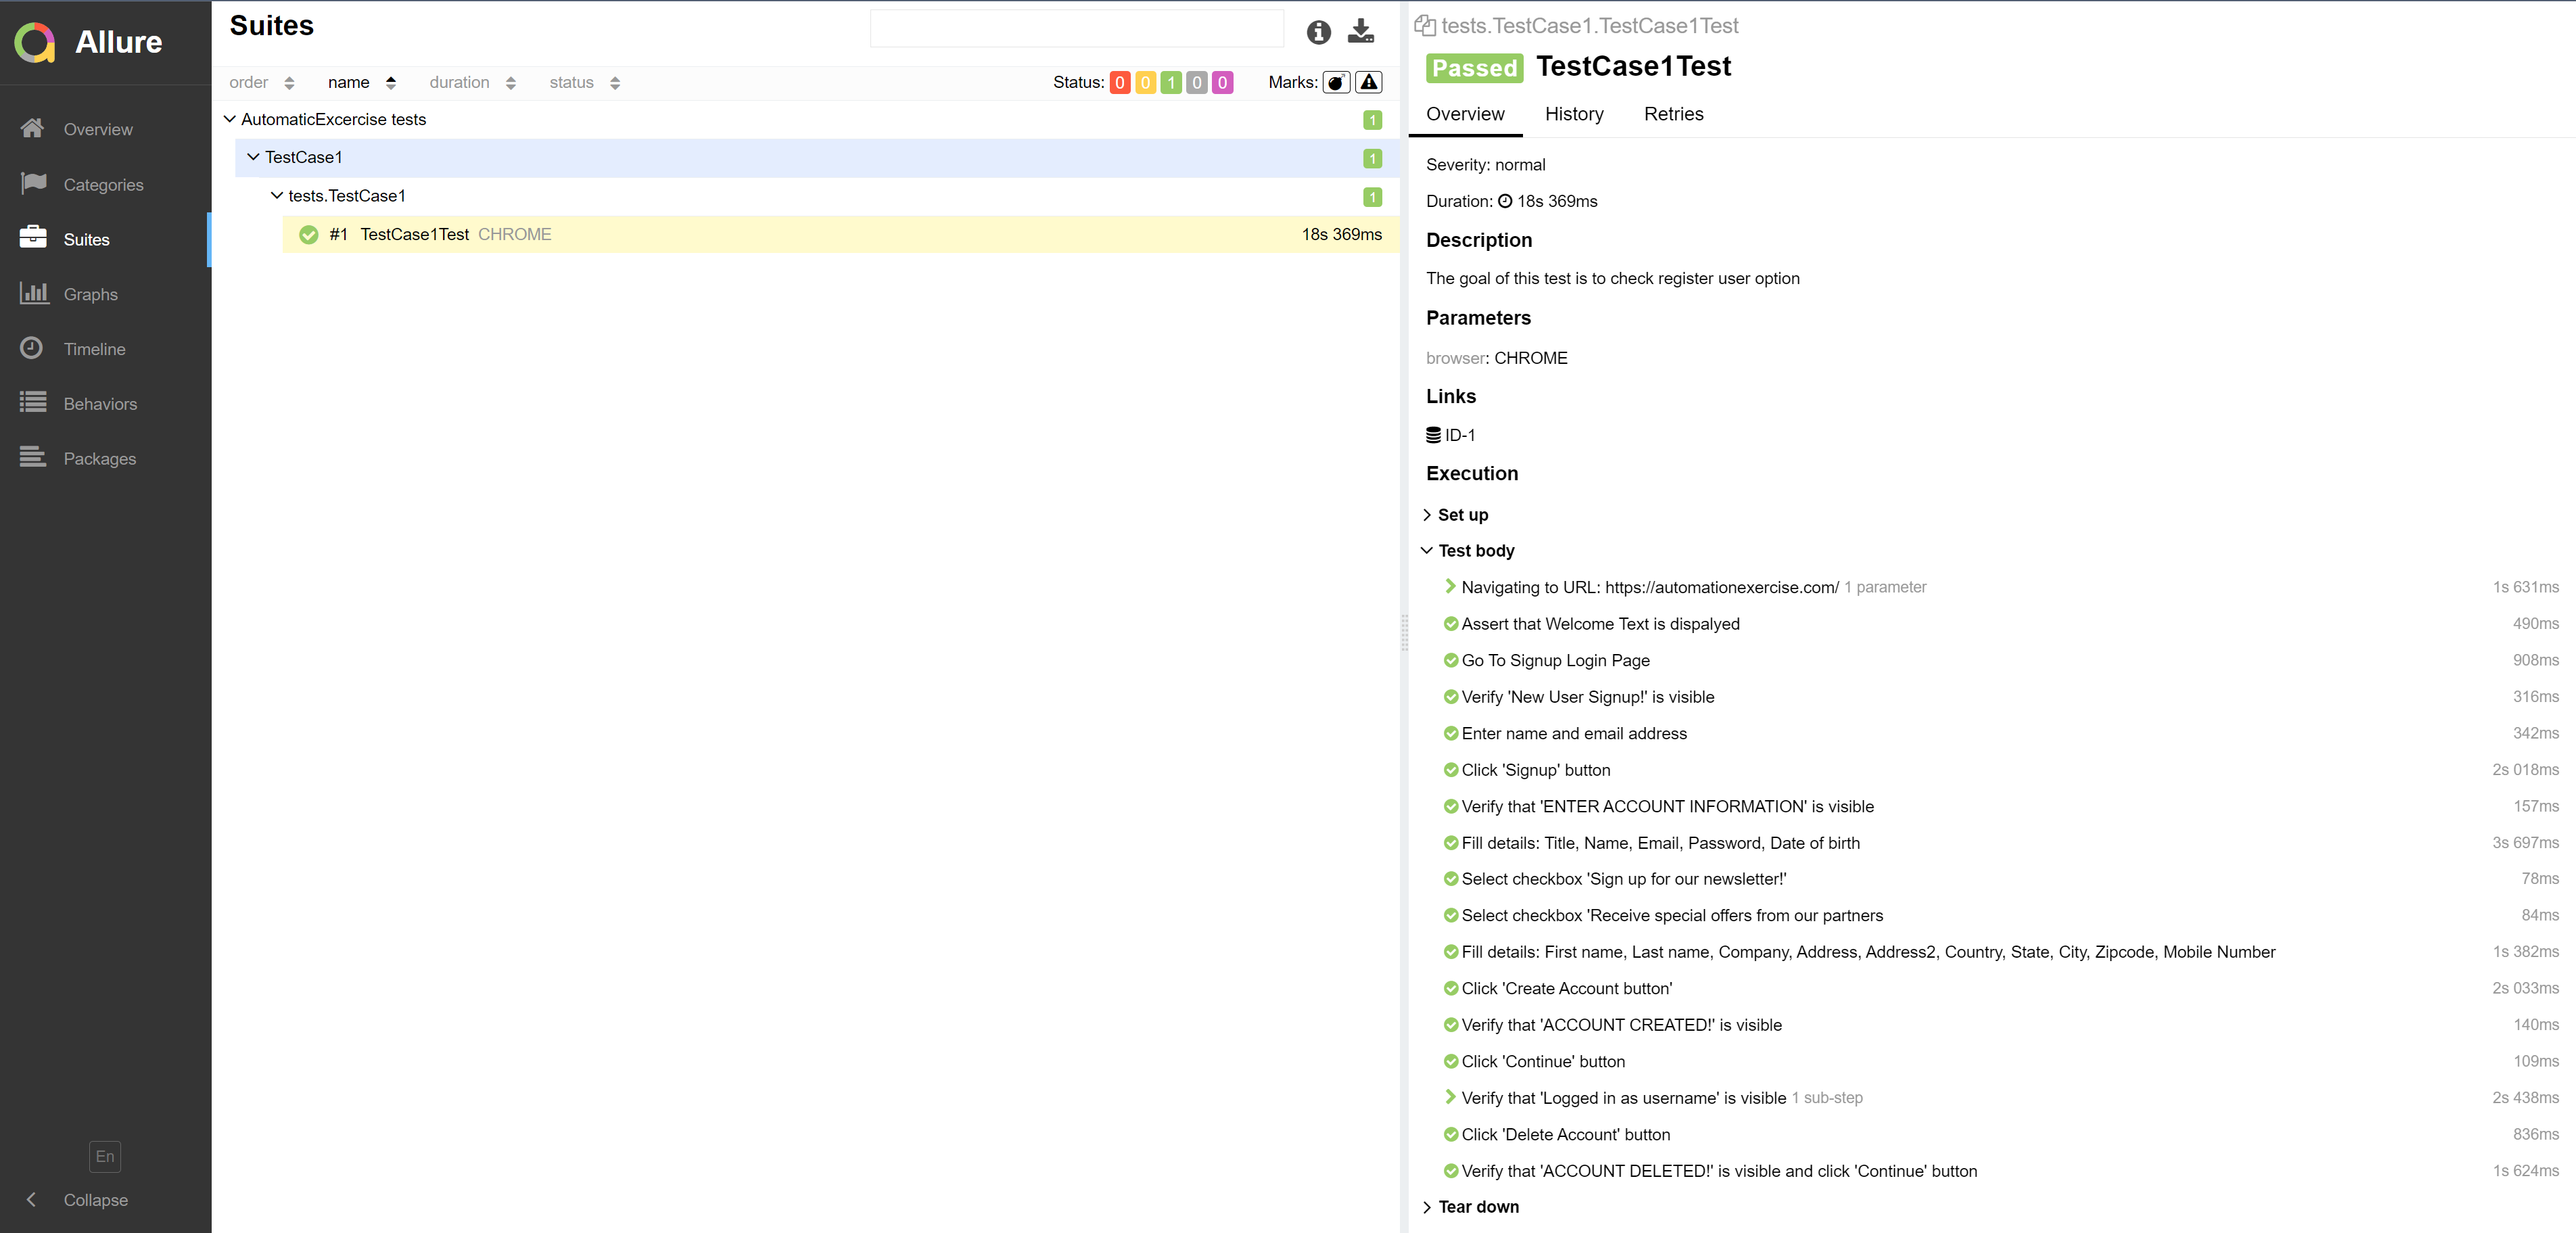 Allure
Overview
Categories
Suites
Graphs
Timeline
Behaviors
Packages
En
Collapse
Suites
order name duration status Status: 0 0 1 0 0 Marks:
AutomaticExcercise tests 1
TestCase1 1
tests.TestCase1 1
#1 TestCase1Test CHROME 18s 369ms
tests.TestCase1.TestCase1Test
Passed TestCase1Test
Overview History Retries
Severity: normal
Duration: 18s 369ms
Description
The goal of this test is to check register user option
Parameters
browser: CHROME
Links
ID-1
Execution
Set up
Test body
Navigating to URL: https://automationexercise.com/ 1 parameter 1s 631ms
Assert that Welcome Text is dispalyed 490ms
Go To Signup Login Page 908ms
Verify 'New User Signup!' is visible 316ms
Enter name and email address 342ms
Click 'Signup' button 2s 018ms
Verify that 'ENTER ACCOUNT INFORMATION' is visible 157ms
Fill details: Title, Name, Email, Password, Date of birth 3s 697ms
Select checkbox 'Sign up for our newsletter!' 78ms
Select checkbox 'Receive special offers from our partners 84ms
Fill details: First name, Last name, Company, Address, Address2, Country, State, City, Zipcode, Mobile Number 1s 382ms
Click 'Create Account button' 2s 033ms
Verify that 'ACCOUNT CREATED!' is visible 140ms
Click 'Continue' button 109ms
Verify that 'Logged in as username' is visible 1 sub-step 2s 438ms
Click 'Delete Account' button 836ms
Verify that 'ACCOUNT DELETED!' is visible and click 'Continue' button 1s 624ms
Tear down